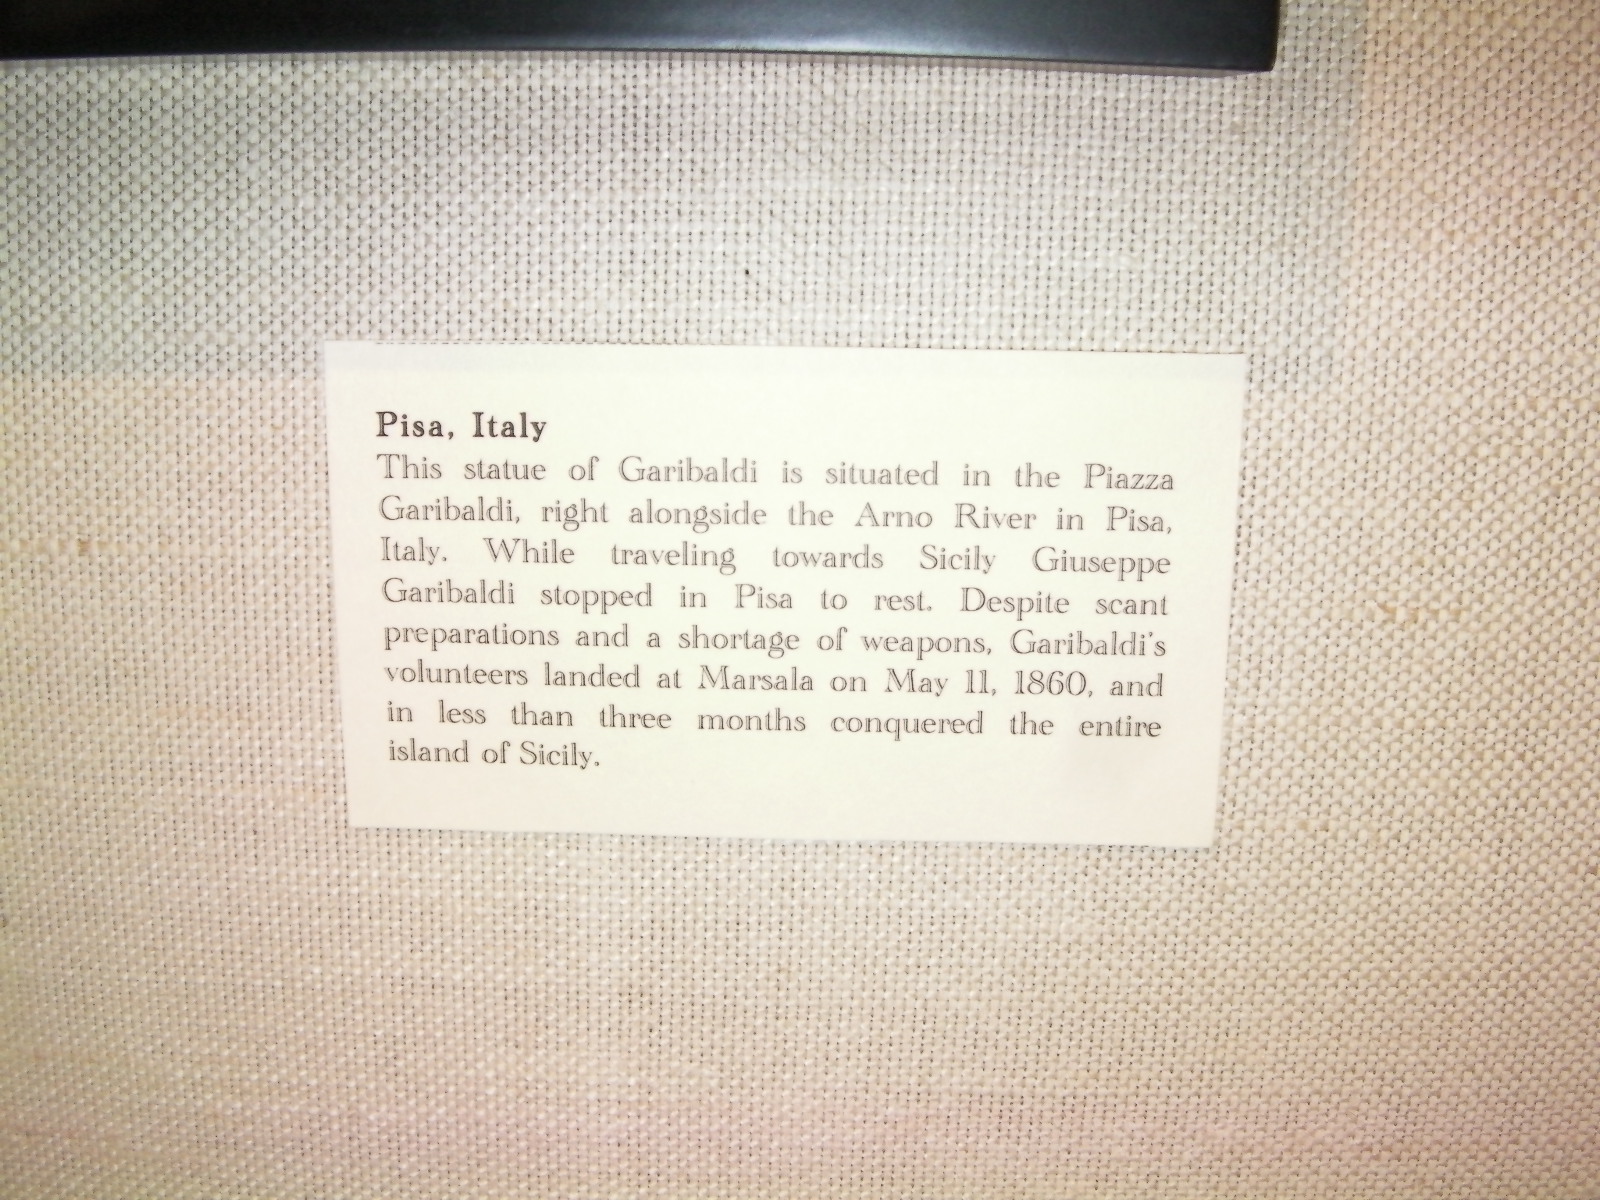 Pisa, Italy
This statue of Garibaldi is situated in the Piazza
Garibaldi, right alongside the Arno River in Pisa,
Italy. While traveling towards Sicily Giuseppe
Garibaldi stopped in Pisa to rest. Despite scant
preparations and a shortage of weapons, Garibaldi's
volunteers landed at Marsala on May 11, 1860, and
in less than three months conquered the entire
island of Sicily.